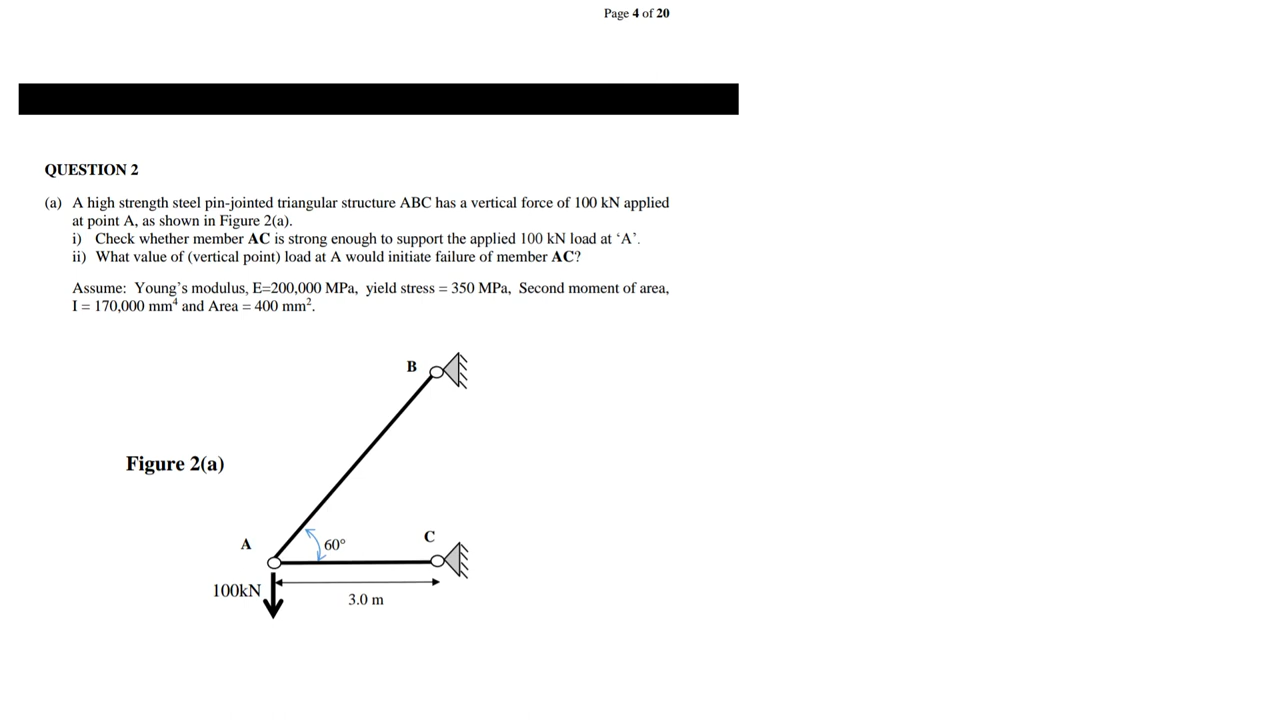 Page 4 of 20
QUESTION 2
(a) A high strength steel pin-jointed triangular structure ABC has a vertical force of 100 kN applied
at point A, as shown in Figure 2(a).
i) Check whether member AC is strong enough to support the applied 100 kN load at ‘A’.
ii) What value of (vertical point) load at A would initiate failure of member AC?
Assume: Young’s modulus, E=200,000 MPa, yield stress = 350 MPa, Second moment of area,
I = 170,000 mm⁴ and Area = 400 mm².
B
Figure 2(a)
A
60°
C
100kN
3.0 m